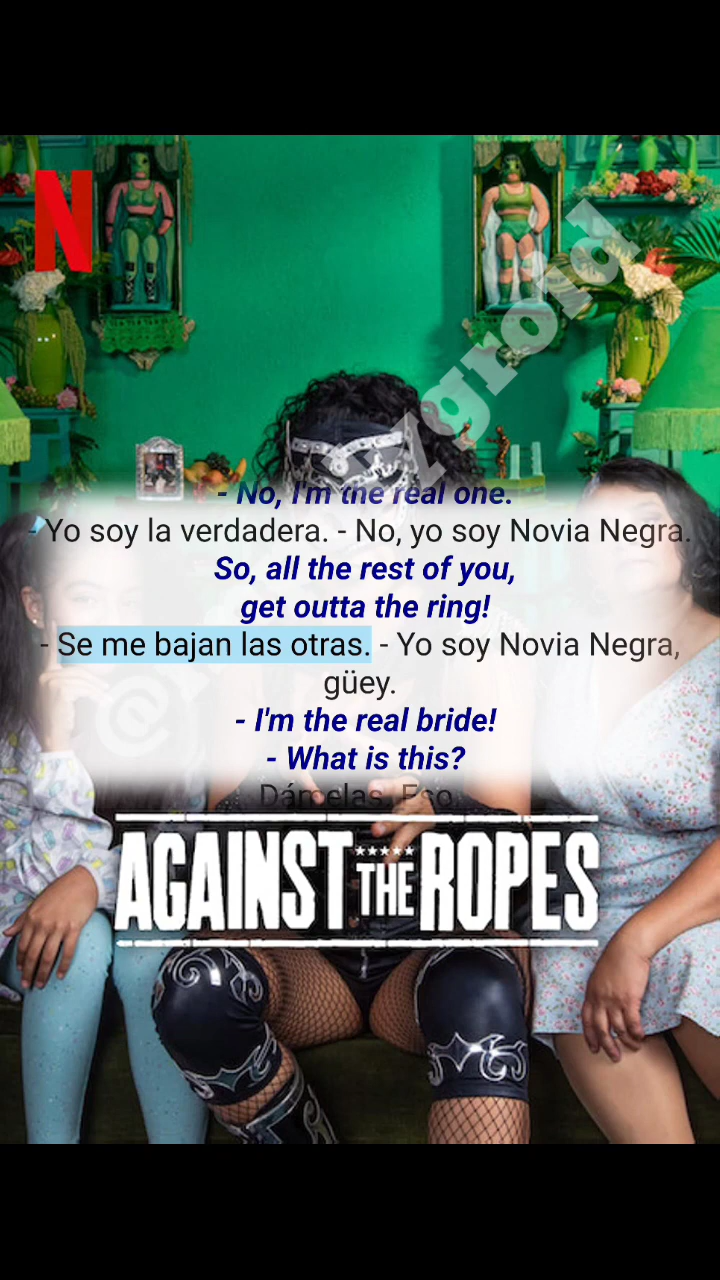 N
- No, I'm the real one.
- Yo soy la verdadera. - No, yo soy Novia Negra.
So, all the rest of you,
get outta the ring!
- Se me bajan las otras. - Yo soy Novia Negra,
güey.
- I'm the real bride!
- What is this?
Dámelas. Eso.
AGAINST THE ROPES